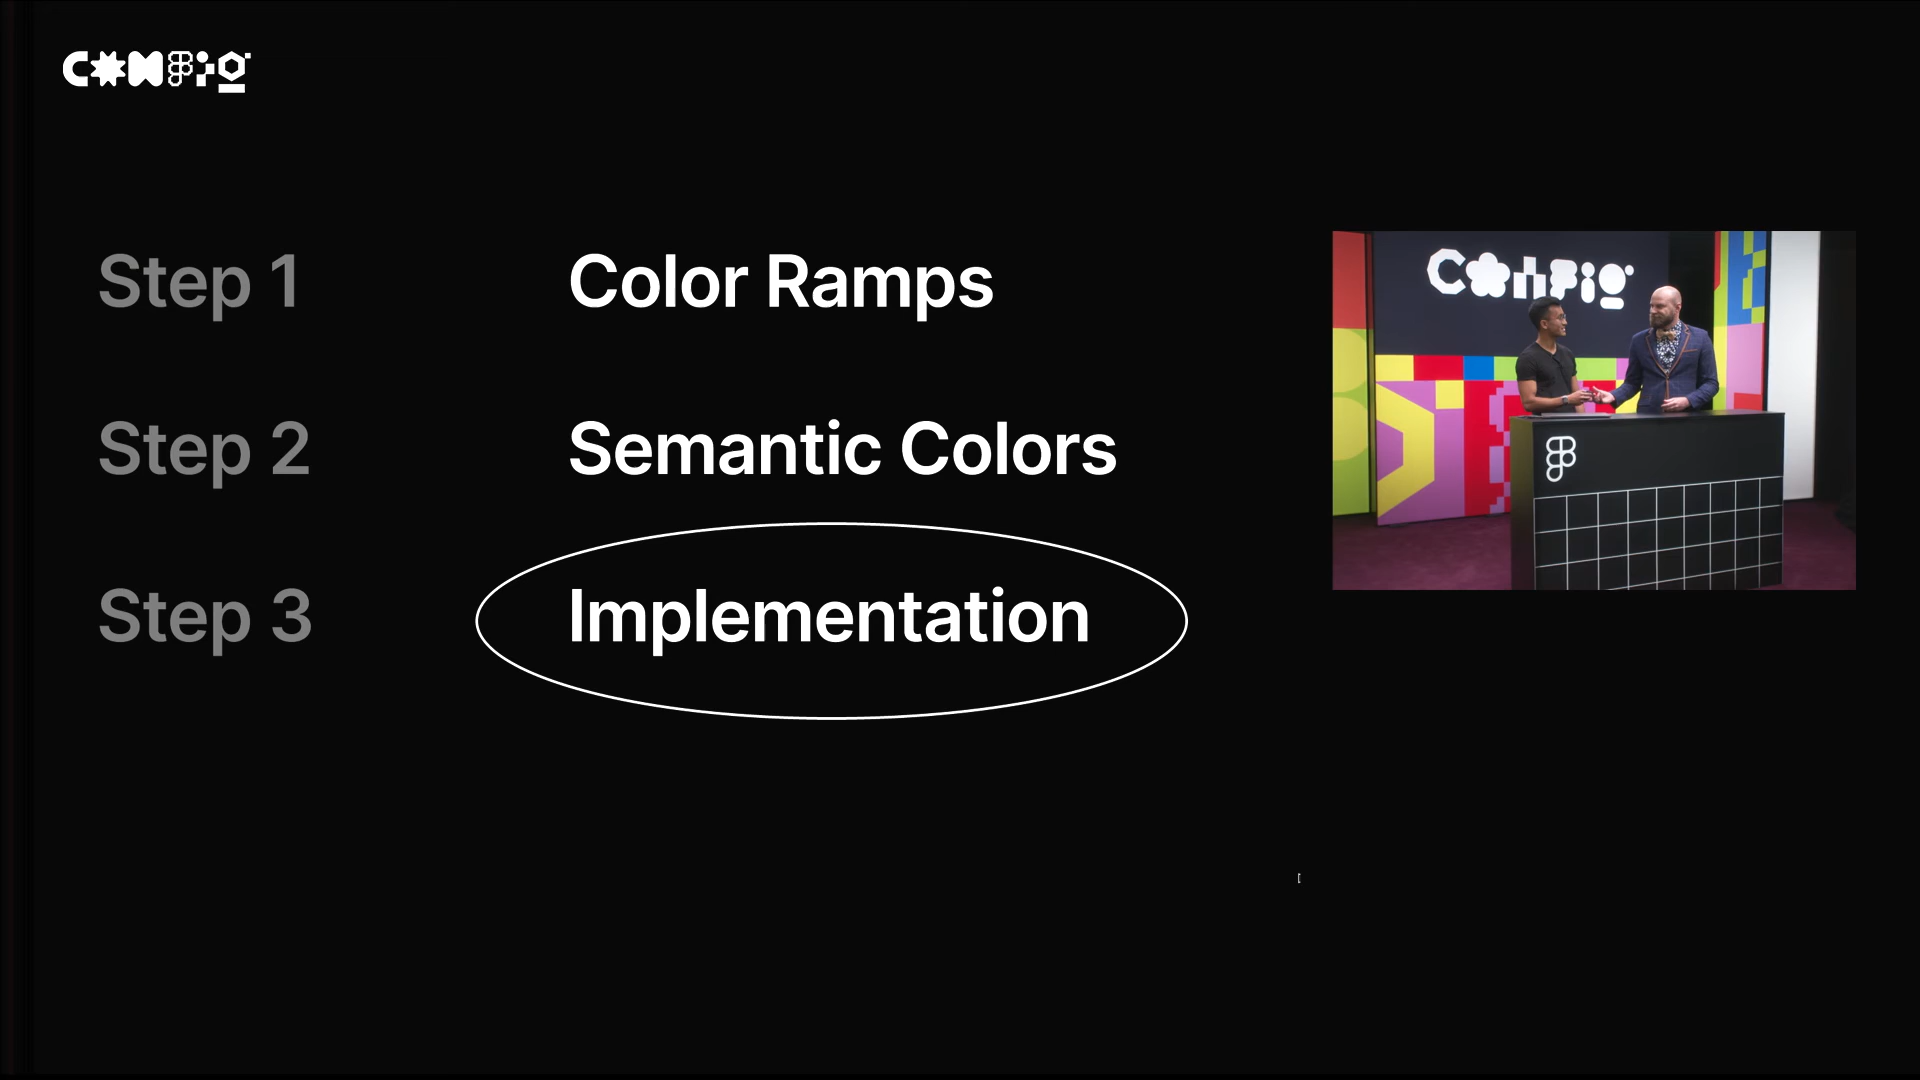 Config
Step 1 Color Ramps
Step 2 Semantic Colors
Step 3 Implementation
Config